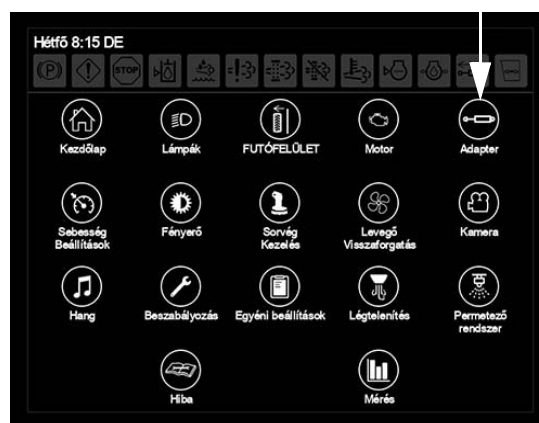 Hétfő 8:15 DE
(P) STOP
Kezdőlap Lámpák FUTÓFELÜLET Motor Adapter
Sebesség Beállítások Fényerő Sorvég Kezelés Levegő Visszaforgatás Kamera
Hang Beszabályozás Egyéni beállítások Légtelenítés Permetező rendszer
Hiba Mérés